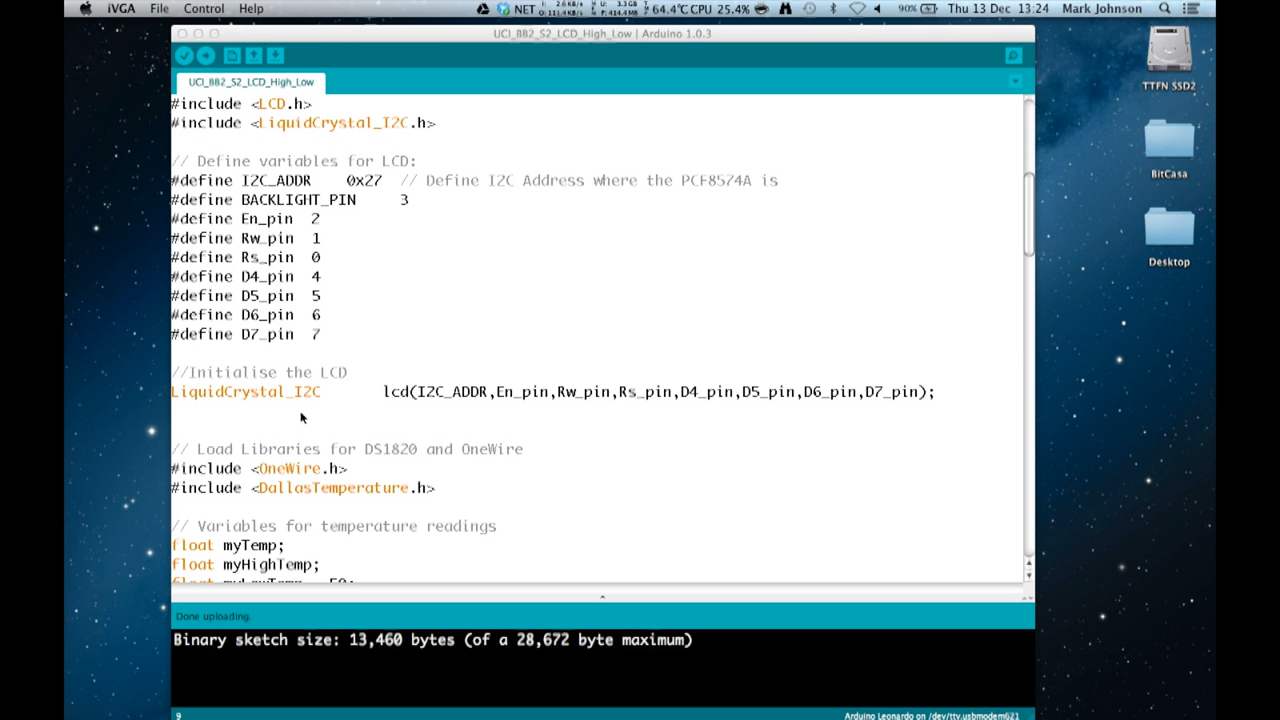 iVGA File Control Help NET 64.4°C CPU 25.4% 90% Thu 13 Dec 13:24 Mark Johnson
UCI_BB2_S2_LCD_High_Low | Arduino 1.0.3
UCI_BB2_S2_LCD_High_Low
#include <LCD.h>
#include <LiquidCrystal_I2C.h>
// Define variables for LCD:
#define I2C_ADDR 0x27 // Define I2C Address where the PCF8574A is
#define BACKLIGHT_PIN 3
#define En_pin 2
#define Rw_pin 1
#define Rs_pin 0
#define D4_pin 4
#define D5_pin 5
#define D6_pin 6
#define D7_pin 7
//Initialise the LCD
LiquidCrystal_I2C lcd(I2C_ADDR,En_pin,Rw_pin,Rs_pin,D4_pin,D5_pin,D6_pin,D7_pin);
// Load Libraries for DS1820 and OneWire
#include <OneWire.h>
#include <DallasTemperature.h>
// Variables for temperature readings
float myTemp;
float myHighTemp;
Done uploading.
Binary sketch size: 13,460 bytes (of a 28,672 byte maximum)
9 Arduino Leonardo on /dev/tty.usbmodem621
TTFN SSD2
BitCasa
Desktop